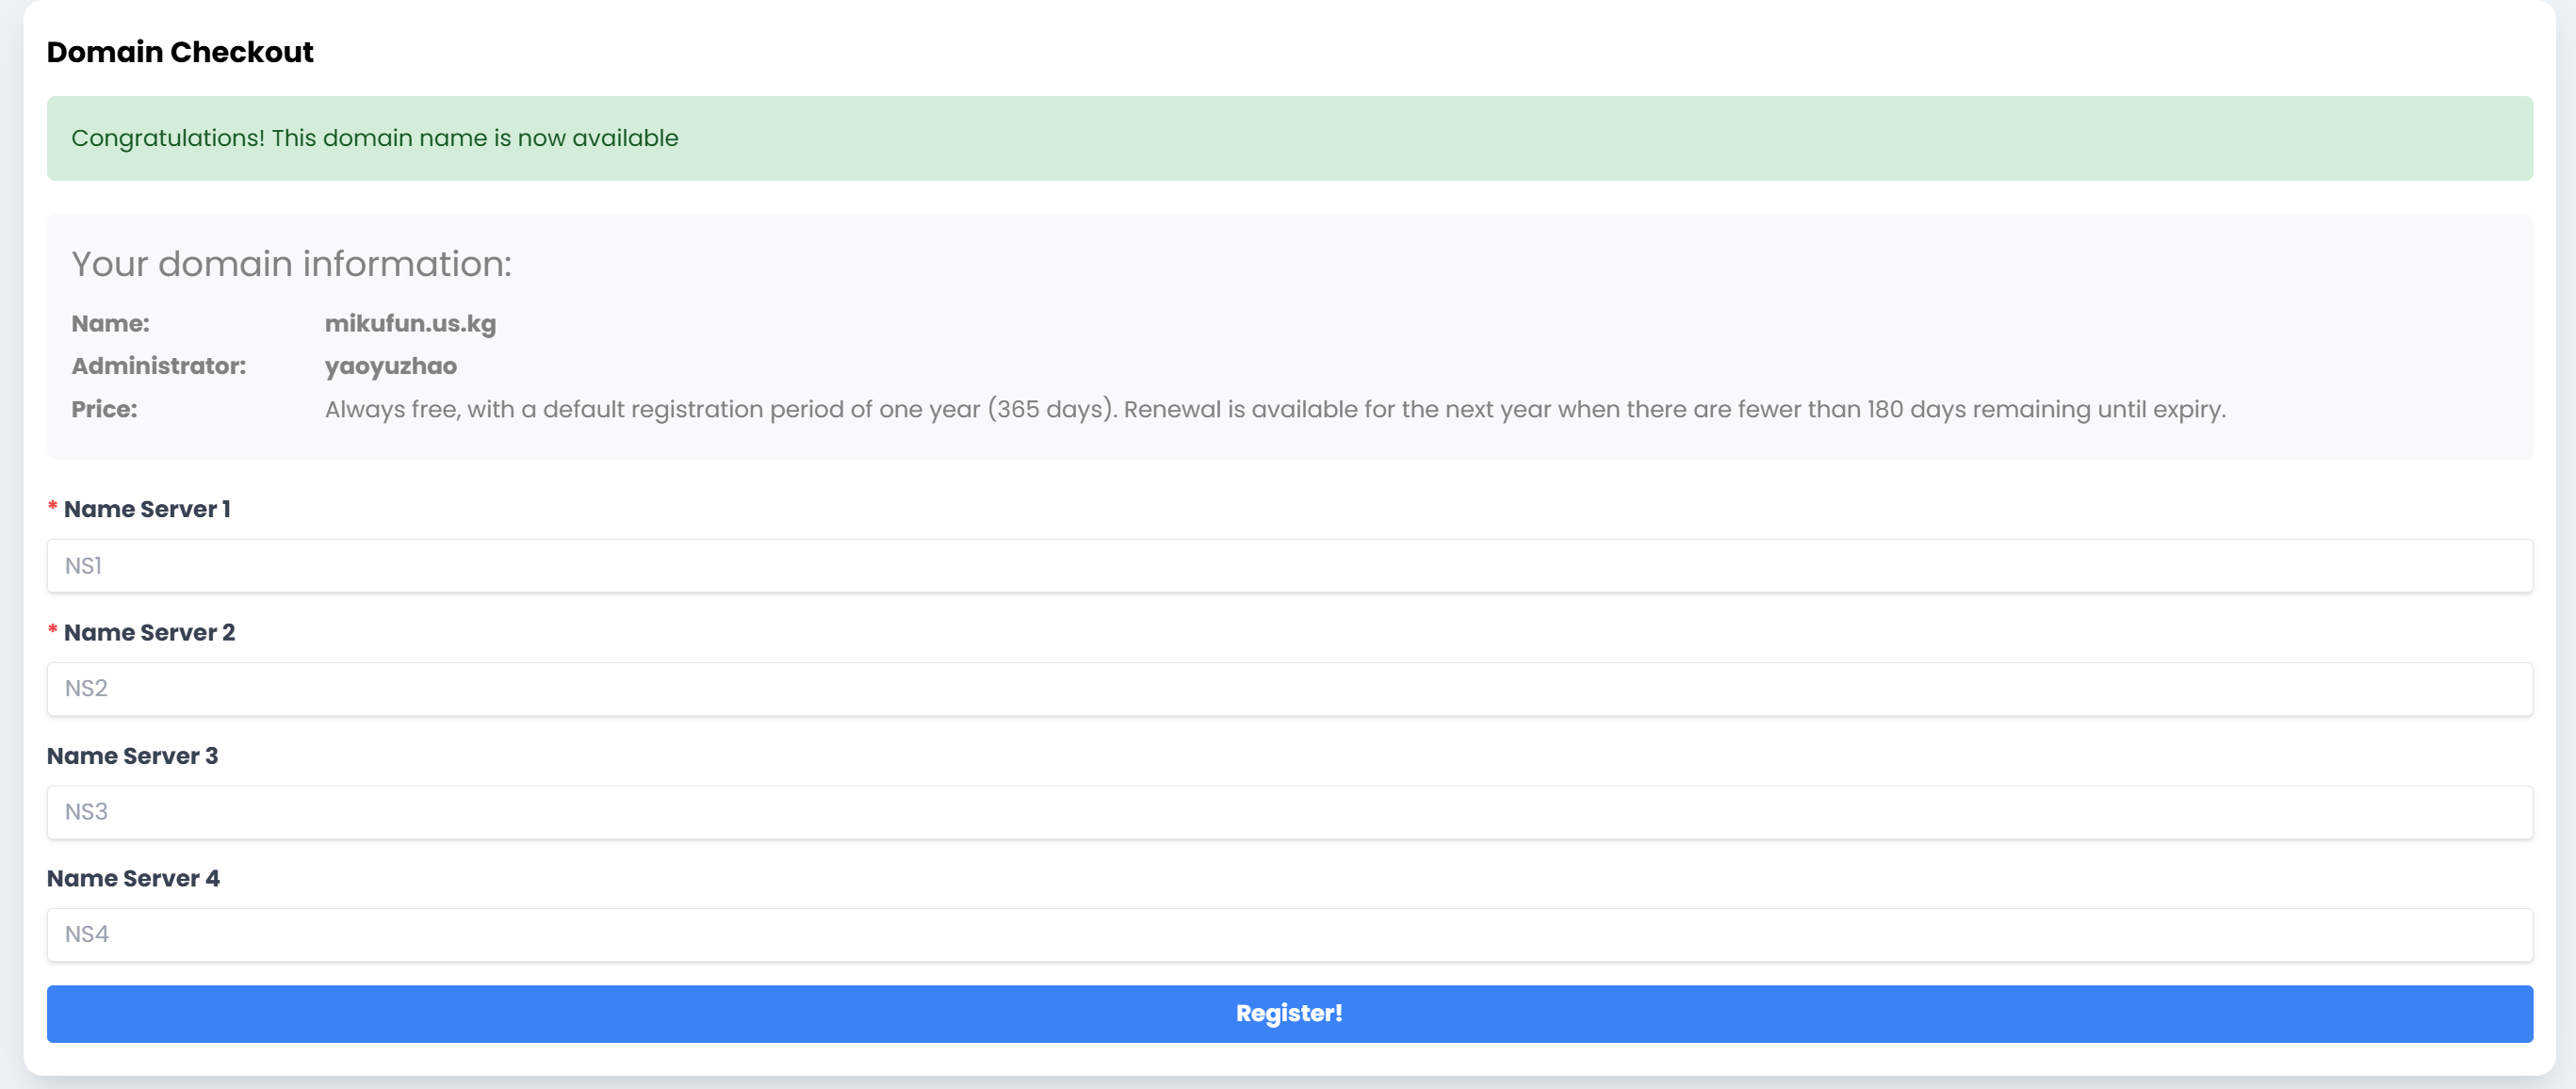 Domain Checkout
Congratulations! This domain name is now available
Your domain information:
Name: mikufun.us.kg
Administrator: yaoyuzhao
Price: Always free, with a default registration period of one year (365 days). Renewal is available for the next year when there are fewer than 180 days remaining until expiry.
* Name Server 1
NS1
* Name Server 2
NS2
Name Server 3
NS3
Name Server 4
NS4
Register!